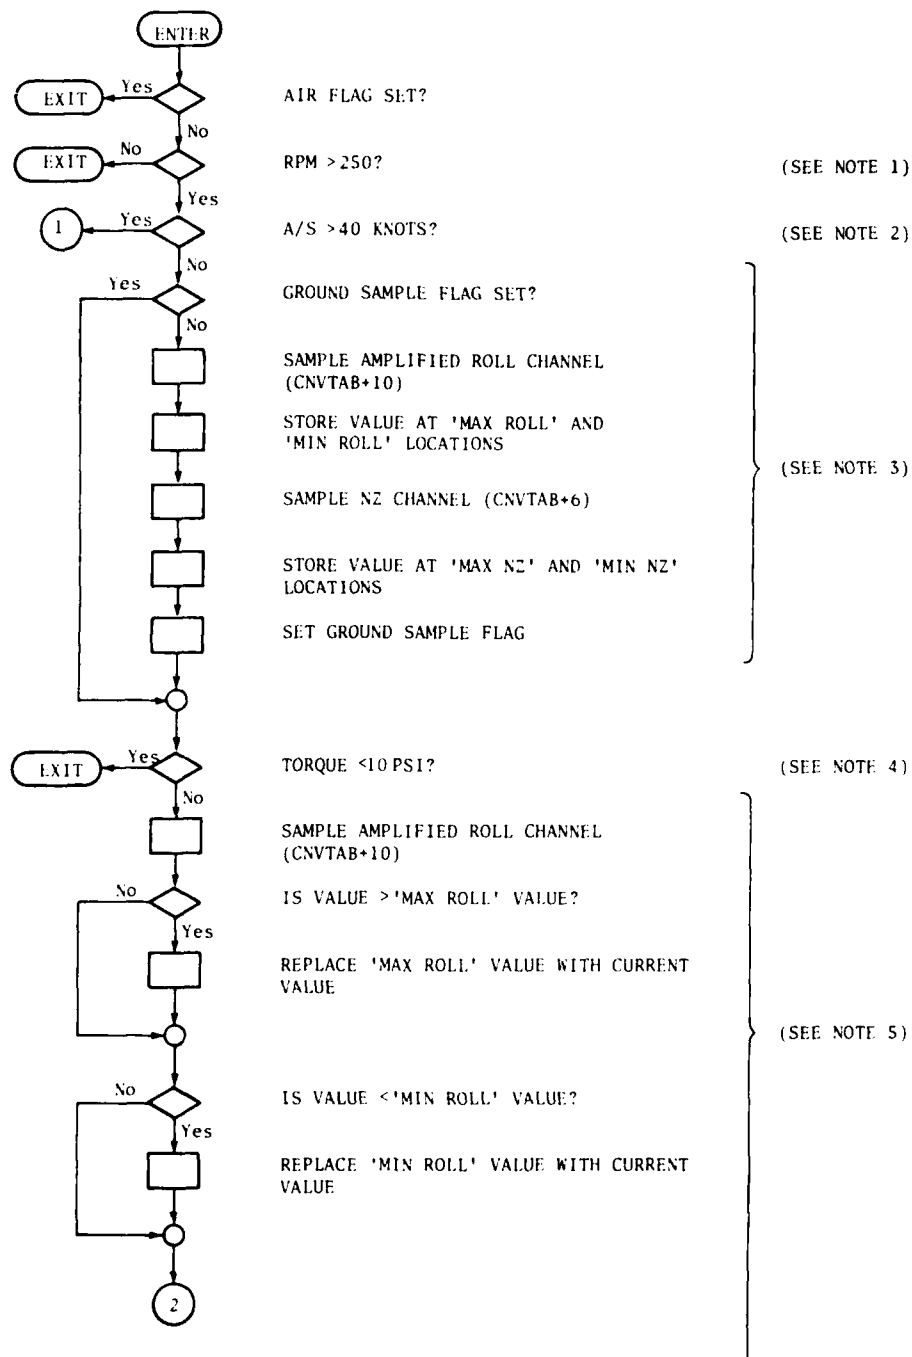 ENTER
Yes
EXIT
AIR FLAG SET?
No
No
EXIT
RPM >250?
(SEE NOTE 1)
Yes
Yes
1
A/S >40 KNOTS?
(SEE NOTE 2)
No
Yes
GROUND SAMPLE FLAG SET?
No
SAMPLE AMPLIFIED ROLL CHANNEL
(CNVTAB+10)
STORE VALUE AT 'MAX ROLL' AND
'MIN ROLL' LOCATIONS
(SEE NOTE 3)
SAMPLE NZ CHANNEL (CNVTAB+6)
STORE VALUE AT 'MAX NZ' AND 'MIN NZ'
LOCATIONS
SET GROUND SAMPLE FLAG
Yes
EXIT
TORQUE <10 PSI?
(SEE NOTE 4)
No
SAMPLE AMPLIFIED ROLL CHANNEL
(CNVTAB+10)
No
IS VALUE >'MAX ROLL' VALUE?
Yes
REPLACE 'MAX ROLL' VALUE WITH CURRENT
VALUE
(SEE NOTE 5)
No
IS VALUE <'MIN ROLL' VALUE?
Yes
REPLACE 'MIN ROLL' VALUE WITH CURRENT
VALUE
2